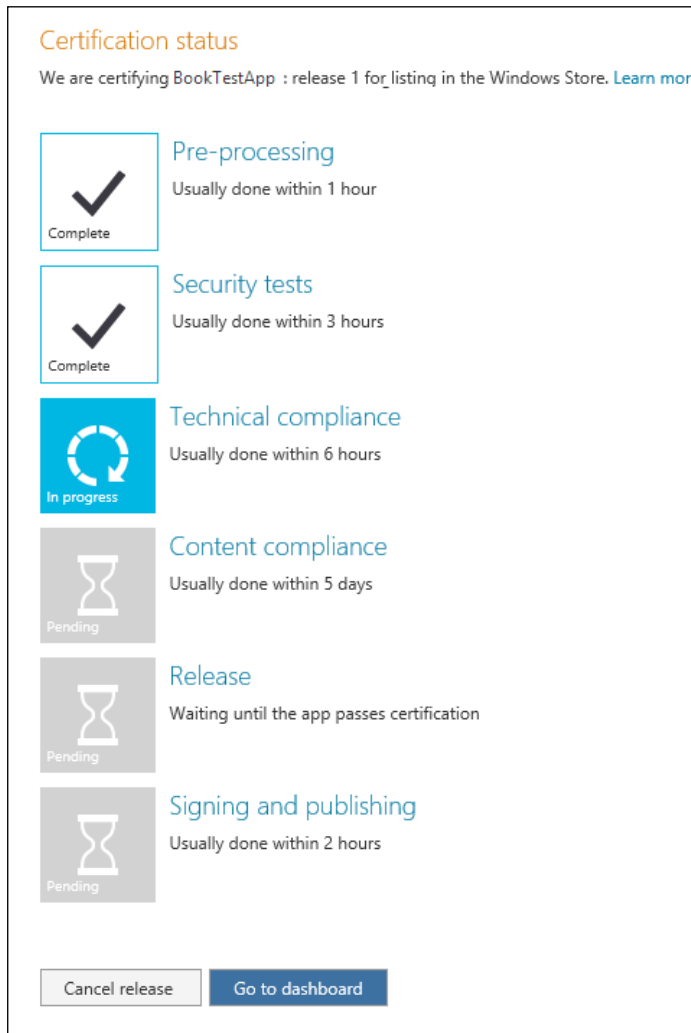 Certification status
We are certifying BookTestApp : release 1 for listing in the Windows Store. Learn mor
Pre-processing
Usually done within 1 hour
Complete
Security tests
Usually done within 3 hours
Complete
Technical compliance
Usually done within 6 hours
In progress
Content compliance
Usually done within 5 days
Pending
Release
Waiting until the app passes certification
Pending
Signing and publishing
Usually done within 2 hours
Pending
Cancel release
Go to dashboard